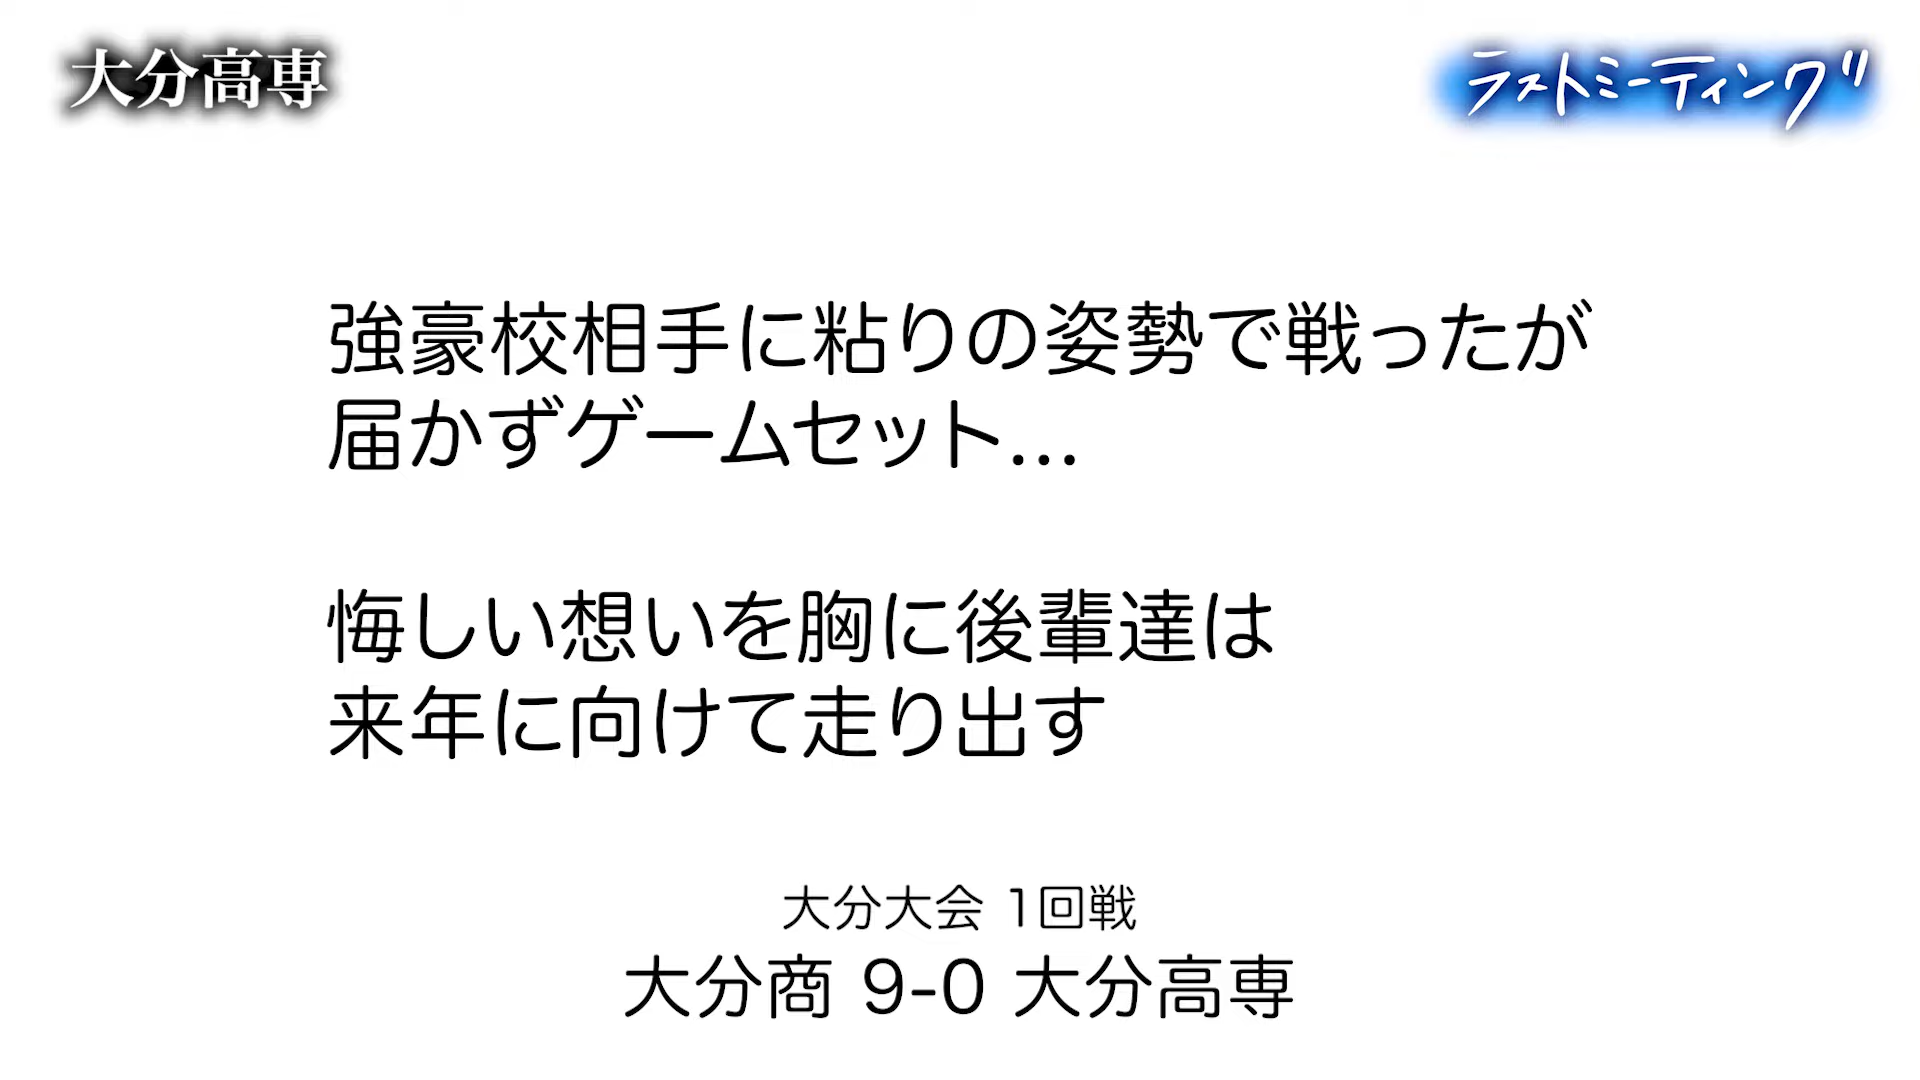 大分高専
ラストミーティング
強豪校相手に粘りの姿勢で戦ったが
届かずゲームセット…
悔しい想いを胸に後輩達は
来年に向けて走り出す
大分大会 1回戦
大分商 9-0 大分高専